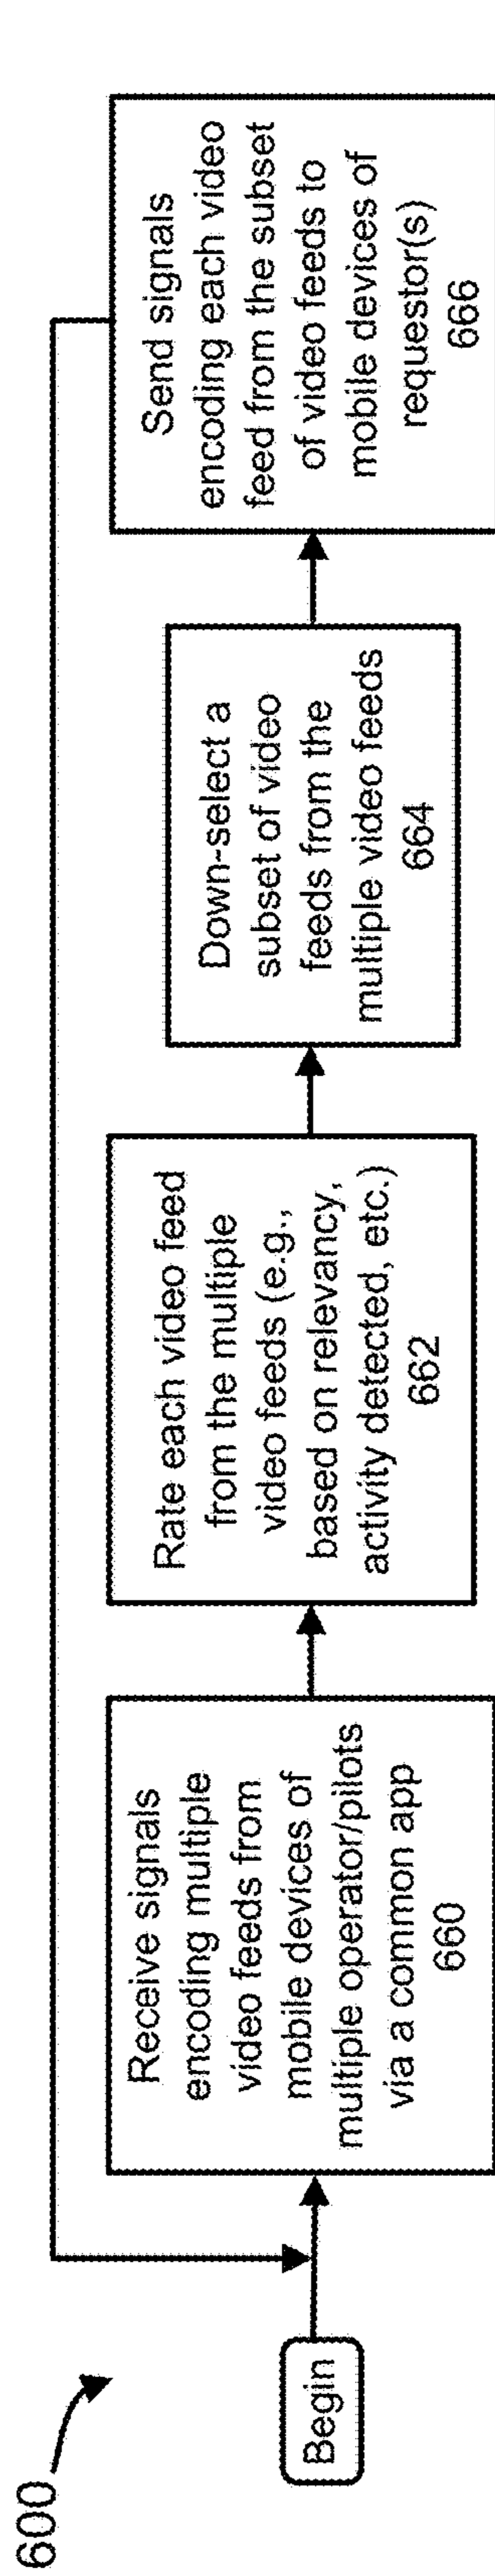 600
Begin
Receive signals
encoding multiple
video feeds from
mobile devices of
multiple operator/pilots
via a common app
660
Rate each video feed
from the multiple
video feeds (e.g.,
based on relevancy,
activity detected, etc.)
662
Down-select a
subset of video
feeds from the
multiple video feeds
664
Send signals
encoding each video
feed from the subset
of video feeds to
mobile devices of
requestor(s)
666